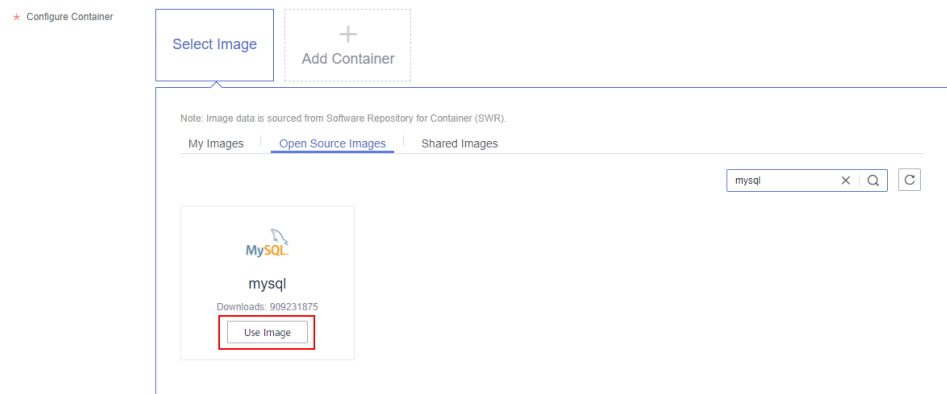 * Configure Container
Select Image
+
Add Container
Note: Image data is sourced from Software Repository for Container (SWR).
My Images
Open Source Images
Shared Images
mysql
MySQL
mysql
Downloads: 909231875
Use Image